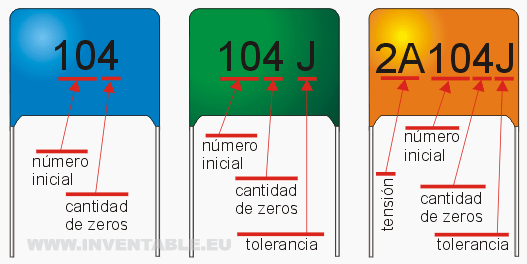 104
número
inicial
cantidad
de zeros
104 J
número
inicial
cantidad
de zeros
tolerancia
2A104J
número
inicial
tensión
cantidad
de zeros
tolerancia
WWW.INVENTABLE.EU